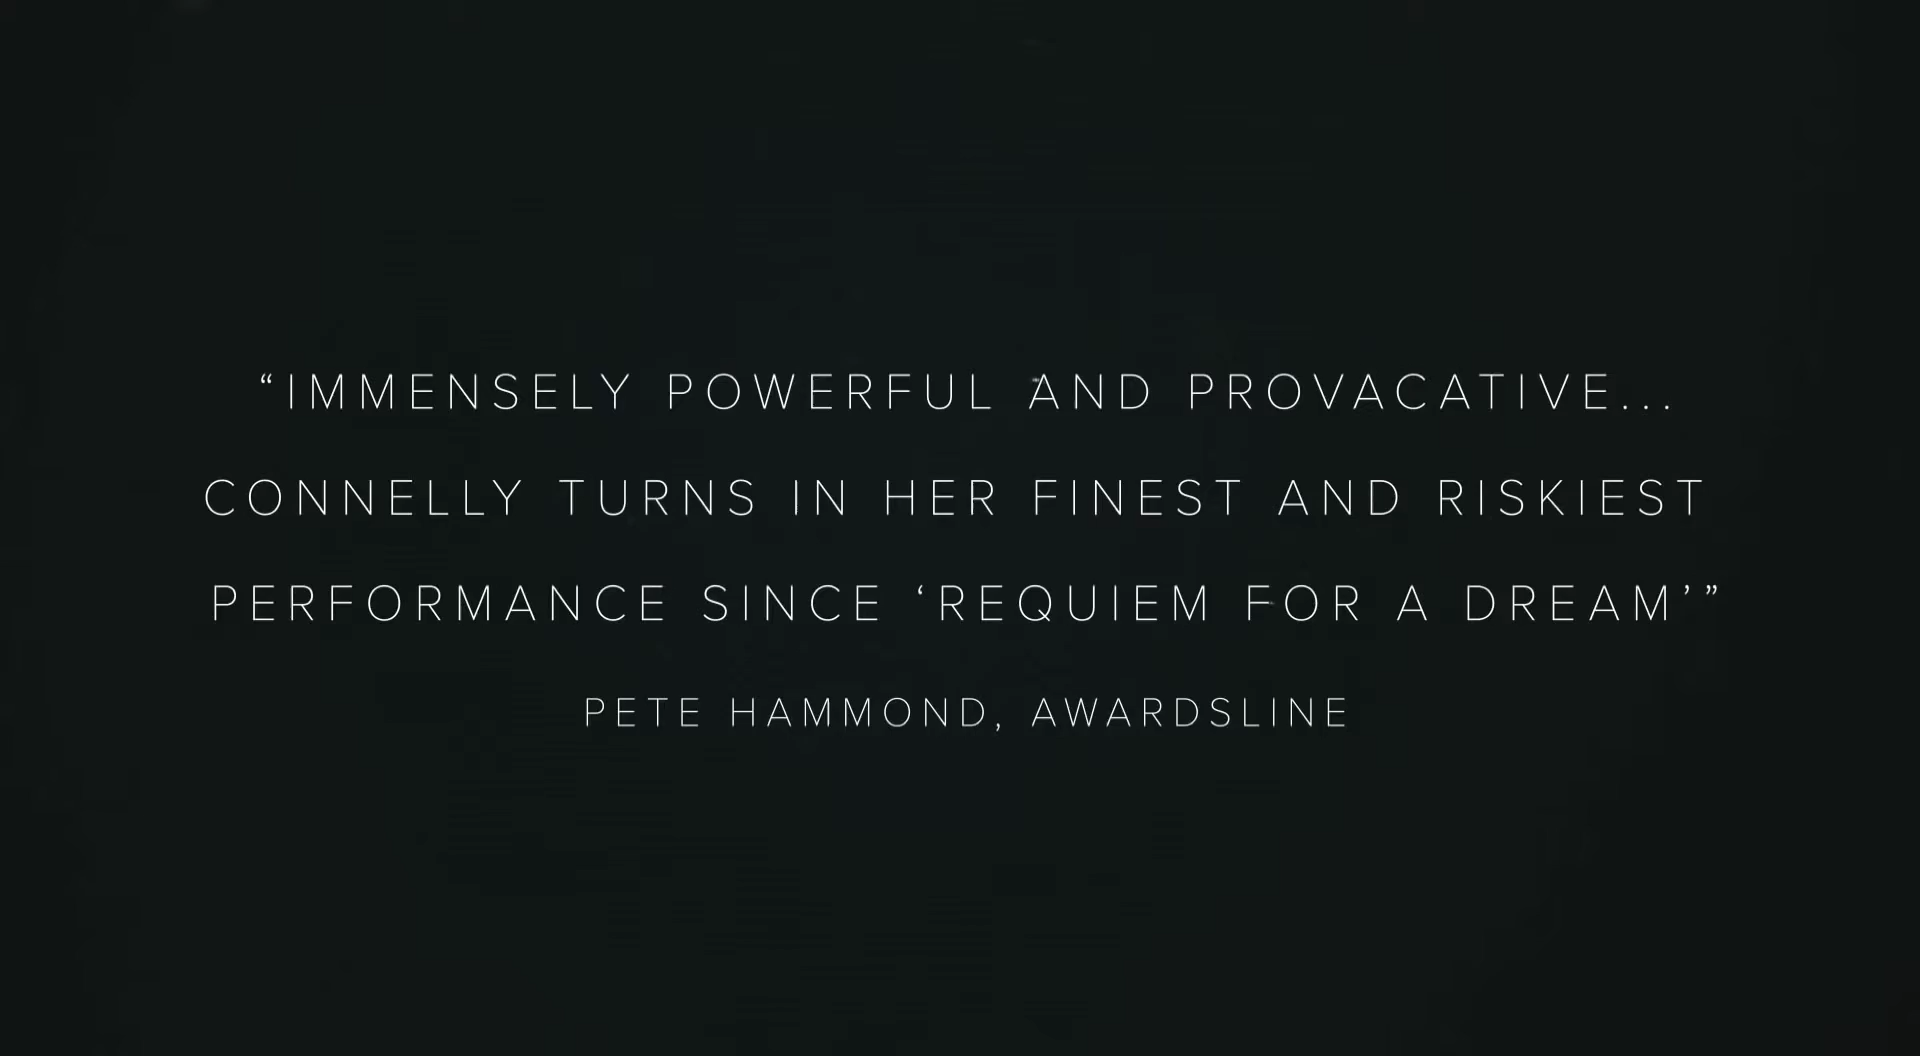 “IMMENSELY POWERFUL AND PROVACATIVE...
CONNELLY TURNS IN HER FINEST AND RISKIEST
PERFORMANCE SINCE ‘REQUIEM FOR A DREAM’”
PETE HAMMOND, AWARDSLINE